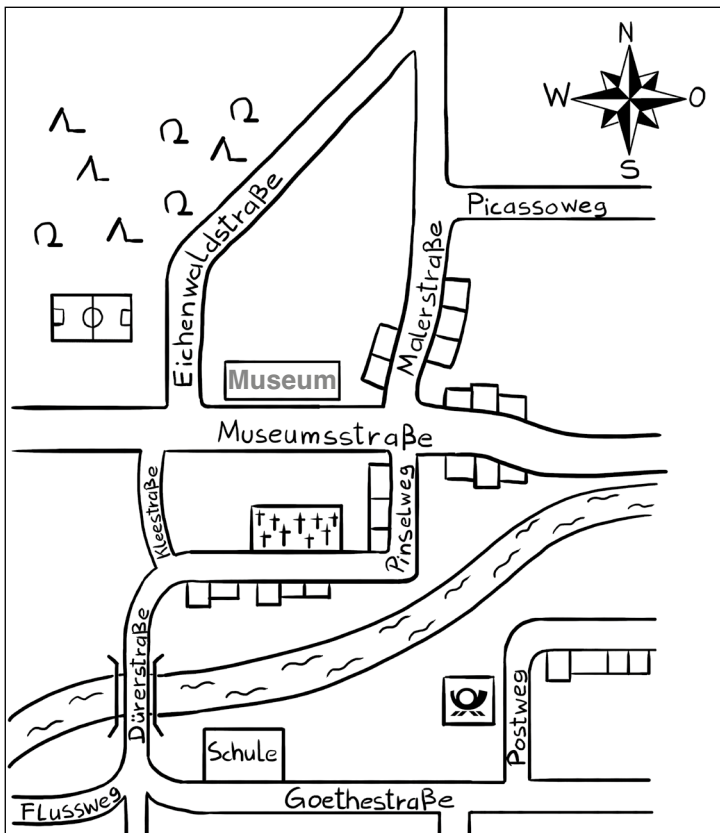 N
W
O
S
Picassoweg
Eichenwaldstraße
Malerstraße
Museum
Museumsstraße
Kleestraße
Pinselweg
Dürerstraße
Postweg
Schule
Flussweg
Goethestraße